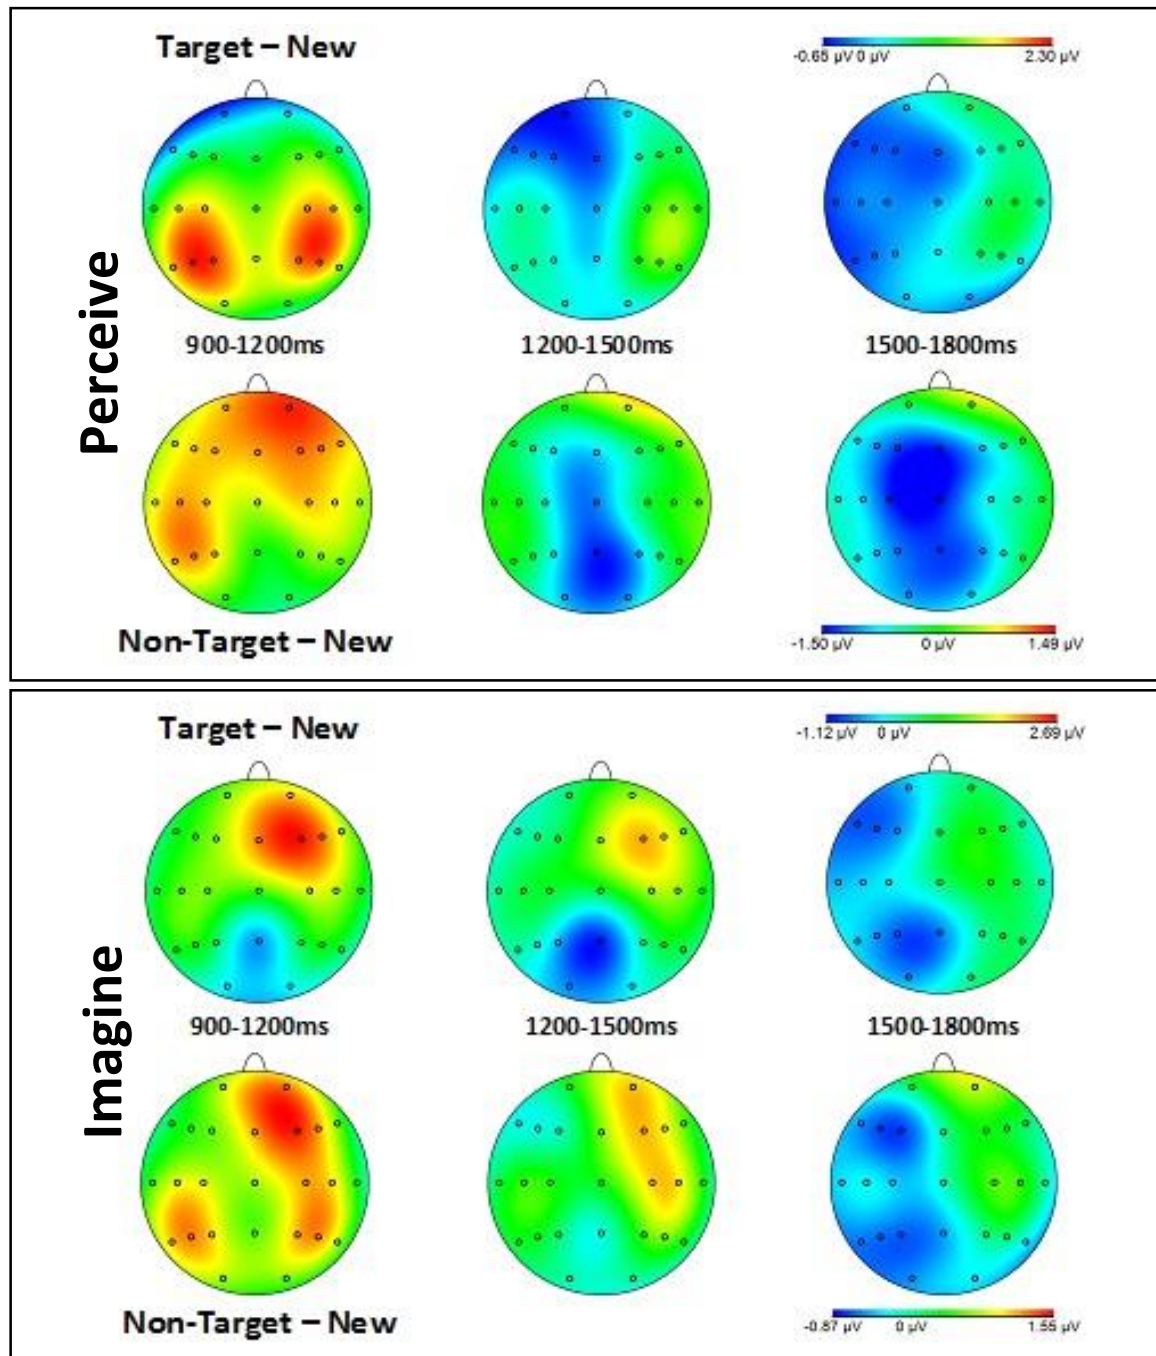 Perceive
Target – New
-0.65 µV 0 µV 2.30 µV
900-1200ms 1200-1500ms 1500-1800ms
Non-Target – New
-1.50 µV 0 µV 1.49 µV
Imagine
Target – New
-1.12 µV 0 µV 2.69 µV
900-1200ms 1200-1500ms 1500-1800ms
Non-Target – New
-0.87 µV 0 µV 1.55 µV